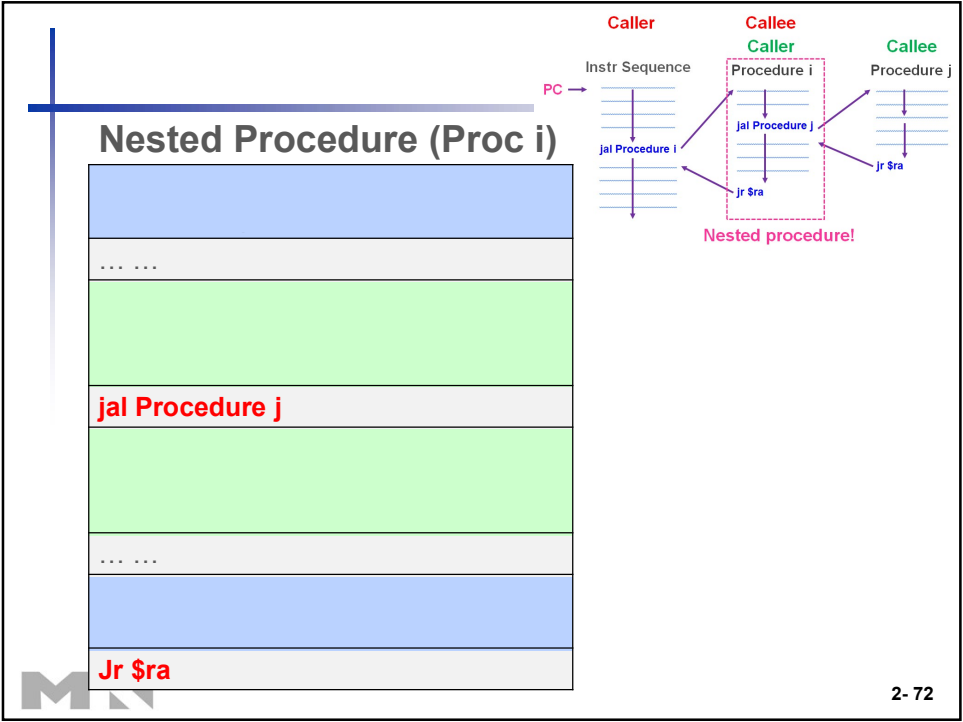 Caller
Callee
Caller
Callee
Instr Sequence
Procedure i
Procedure j
PC
jal Procedure i
jal Procedure j
jr $ra
jr $ra
Nested procedure!
Nested Procedure (Proc i)
... ...
jal Procedure j
... ...
Jr $ra
2- 72